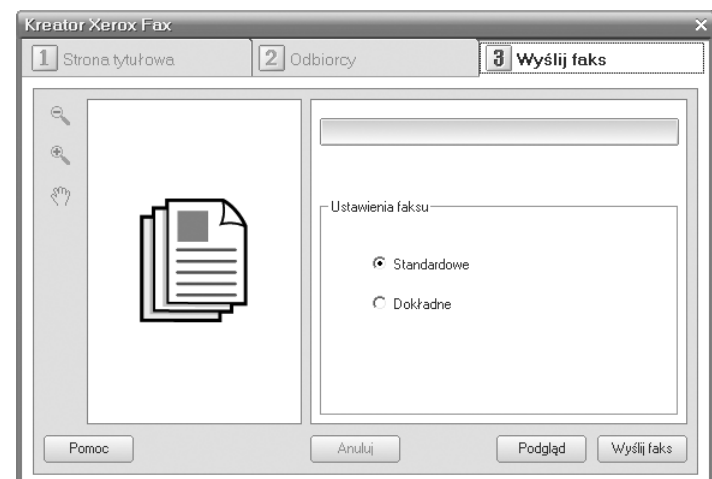 Kreator Xerox Fax
1 Strona tytułowa 2 Odbiorcy 3 Wyślij faks
Ustawienia faksu
Standardowe
Dokładne
Pomoc Anuluj Podgląd Wyślij faks